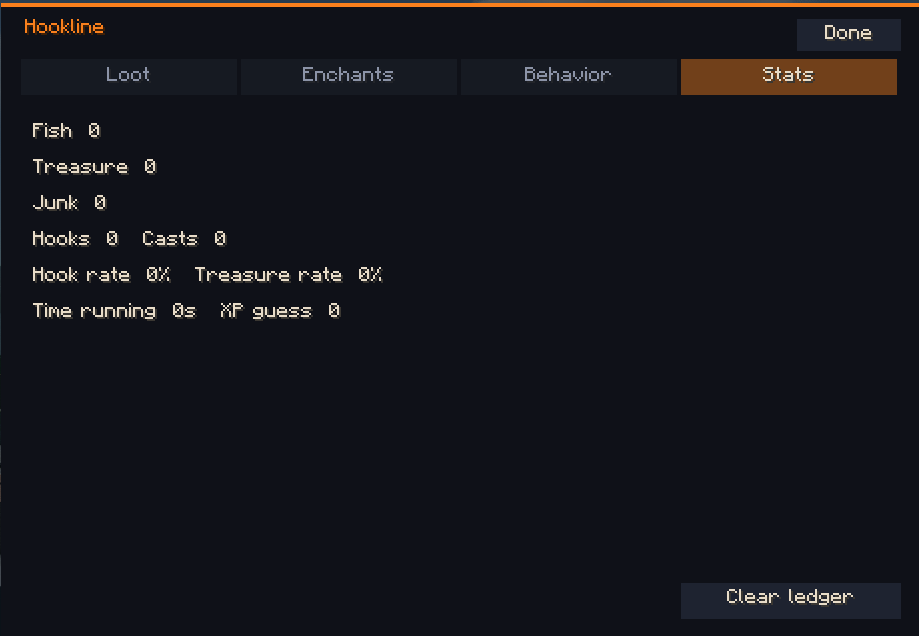 Hookline
Done
Loot Enchants Behavior Stats
Fish 0
Treasure 0
Junk 0
Hooks 0 Casts 0
Hook rate 0% Treasure rate 0%
Time running 0s XP guess 0
Clear ledger